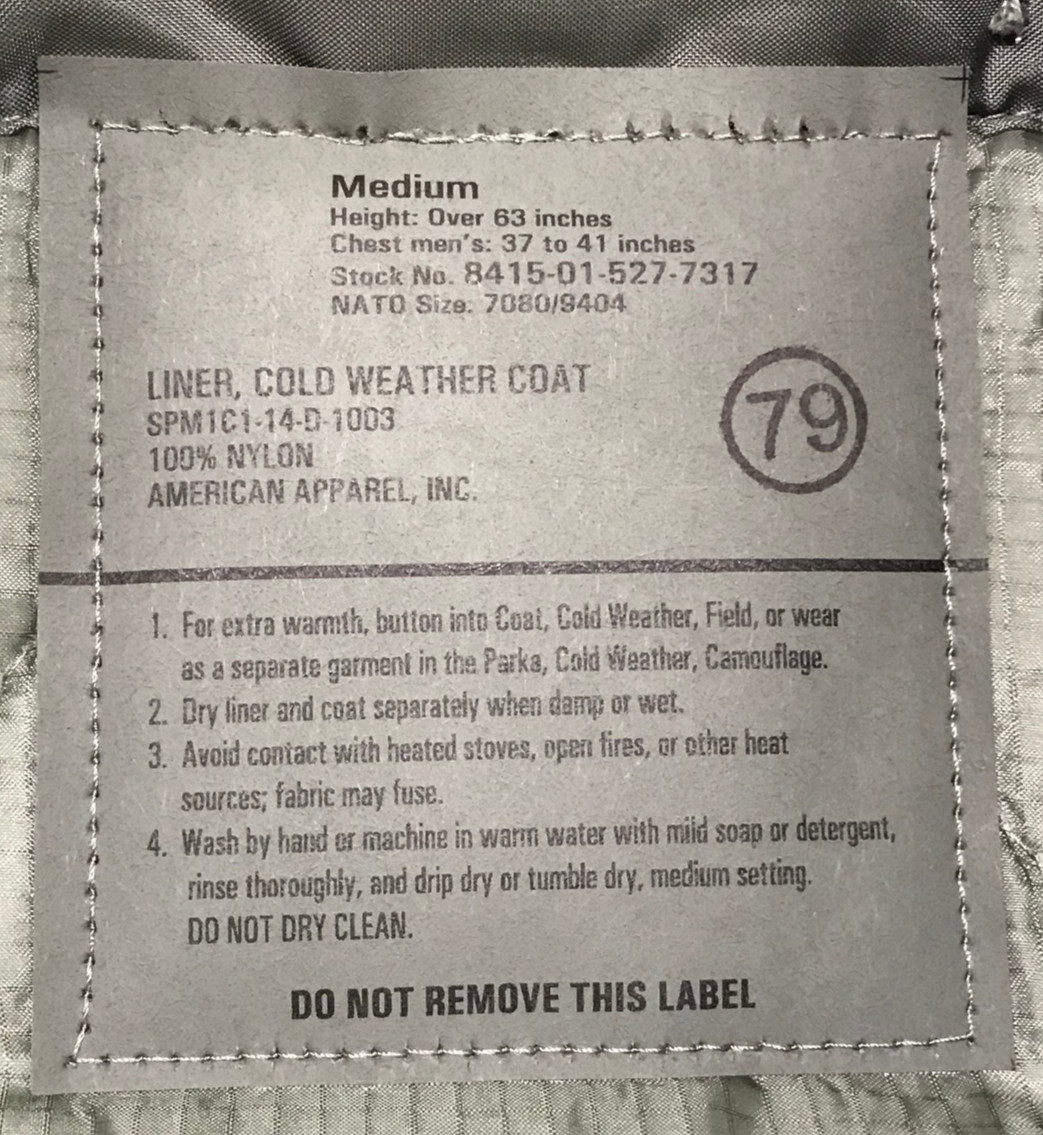 Medium
Height: Over 63 inches
Chest men's: 37 to 41 inches
Stock No. 8415-01-527-7317
NATO Size. 7080/9404
LINER, COLD WEATHER COAT
SPM1C1-14-D-1003
100% NYLON
AMERICAN APPAREL, INC.
79
1. For extra warmth, button into Coat, Cold Weather, Field, or wear
as a separate garment in the Parka, Cold Weather, Camouflage.
2. Dry liner and coat separately when damp or wet.
3. Avoid contact with heated stoves, open fires, or other heat
sources; fabric may fuse.
4. Wash by hand or machine in warm water with mild soap or detergent,
rinse thoroughly, and drip dry or tumble dry, medium setting.
DO NOT DRY CLEAN.
DO NOT REMOVE THIS LABEL